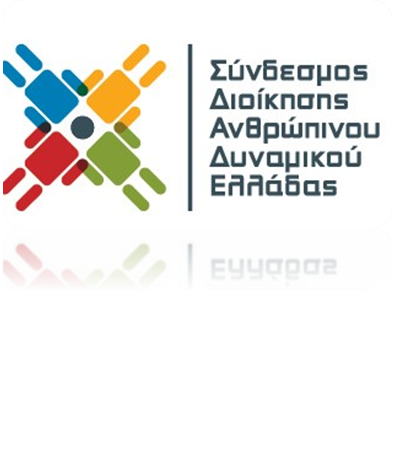 Σύνδεσμος
Διοίκησης
Ανθρώπινου
Δυναμικού
Ελλάδας